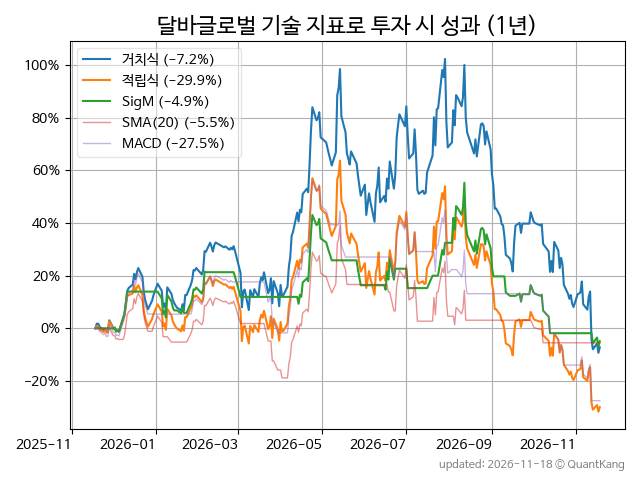 달바글로벌 기술 지표로 투자 시 성과 (1년)
거치식 (−7.2%)
적립식 (−29.9%)
SigM (−4.9%)
SMA(20) (−5.5%)
MACD (−27.5%)
100%
80%
60%
40%
20%
0%
−20%
2025-11 2026-01 2026-03 2026-05 2026-07 2026-09 2026-11
updated: 2026-11-18 © QuantKang